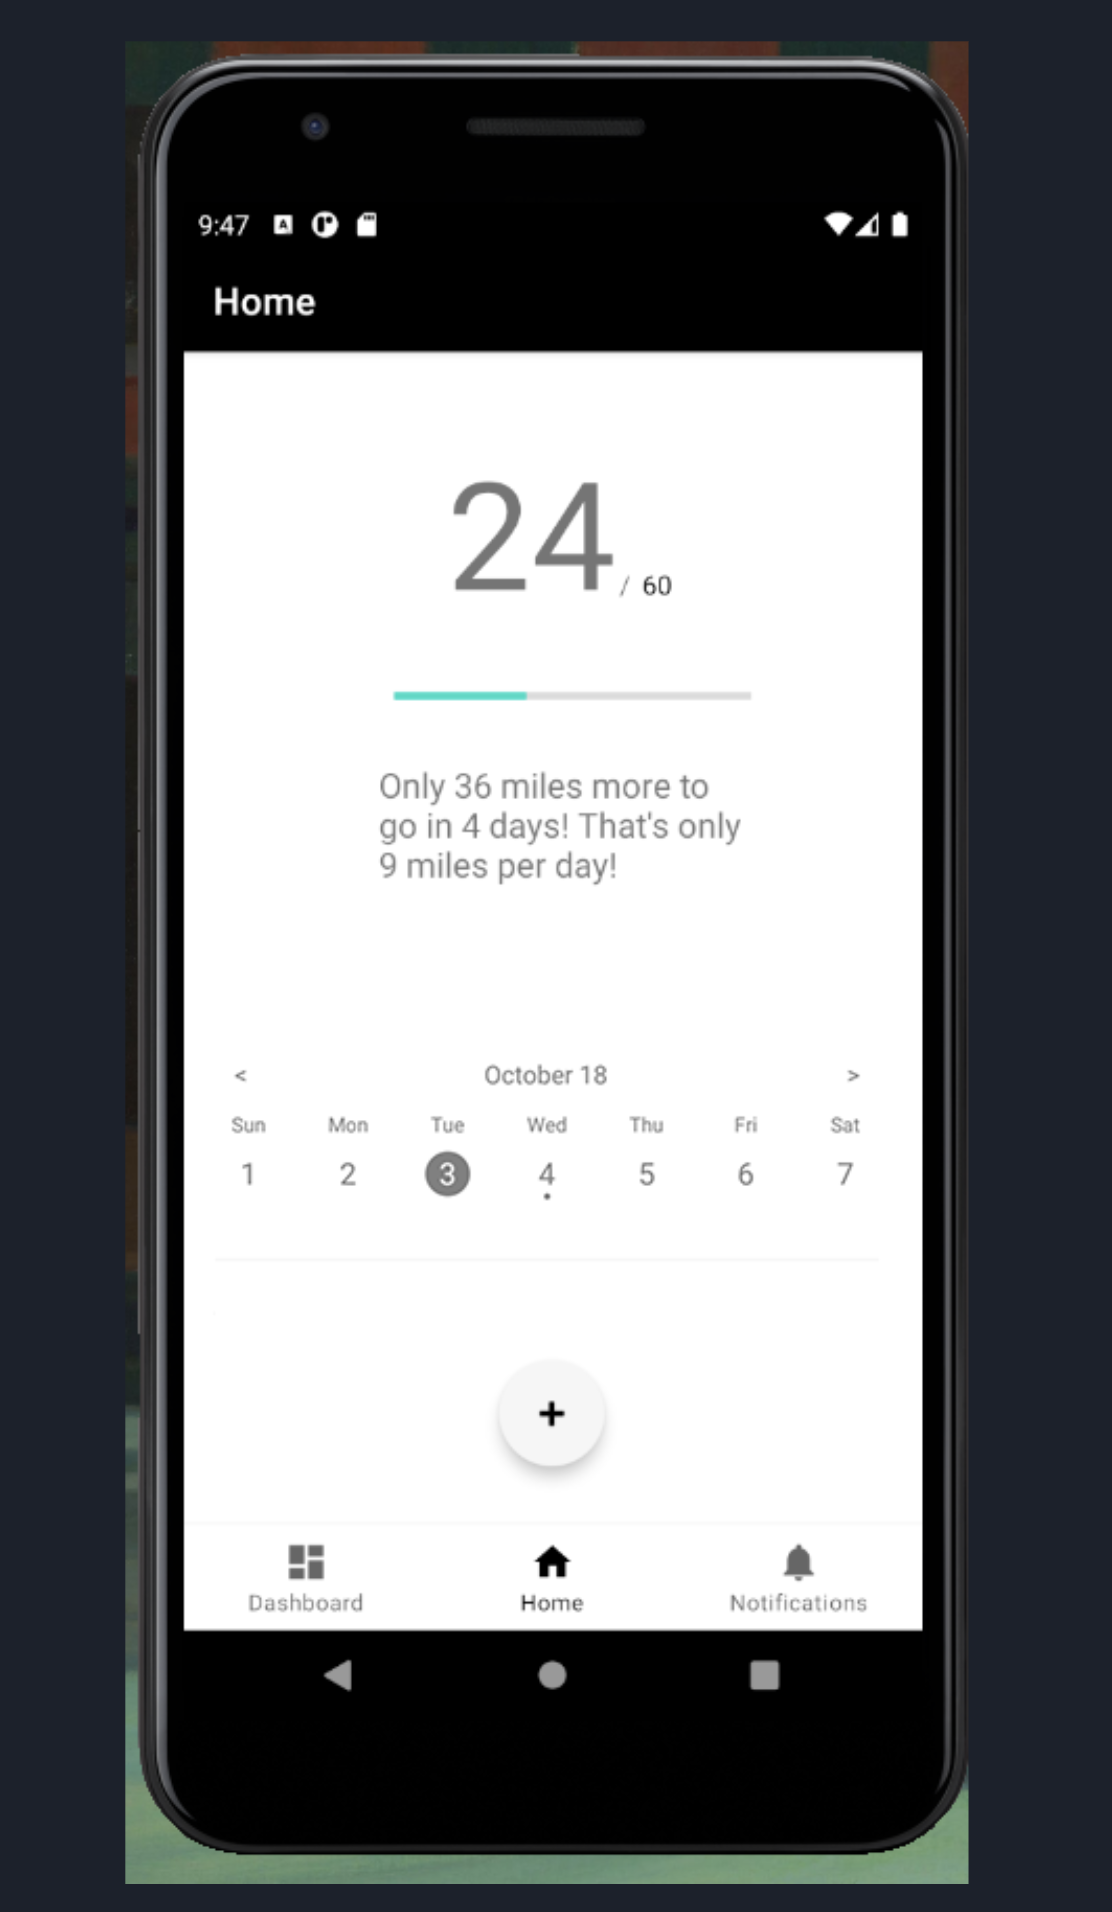 9:47
Home
24 / 60
Only 36 miles more to
go in 4 days! That's only
9 miles per day!
< October 18 >
Sun Mon Tue Wed Thu Fri Sat
1 2 3 4 5 6 7
+
Dashboard Home Notifications